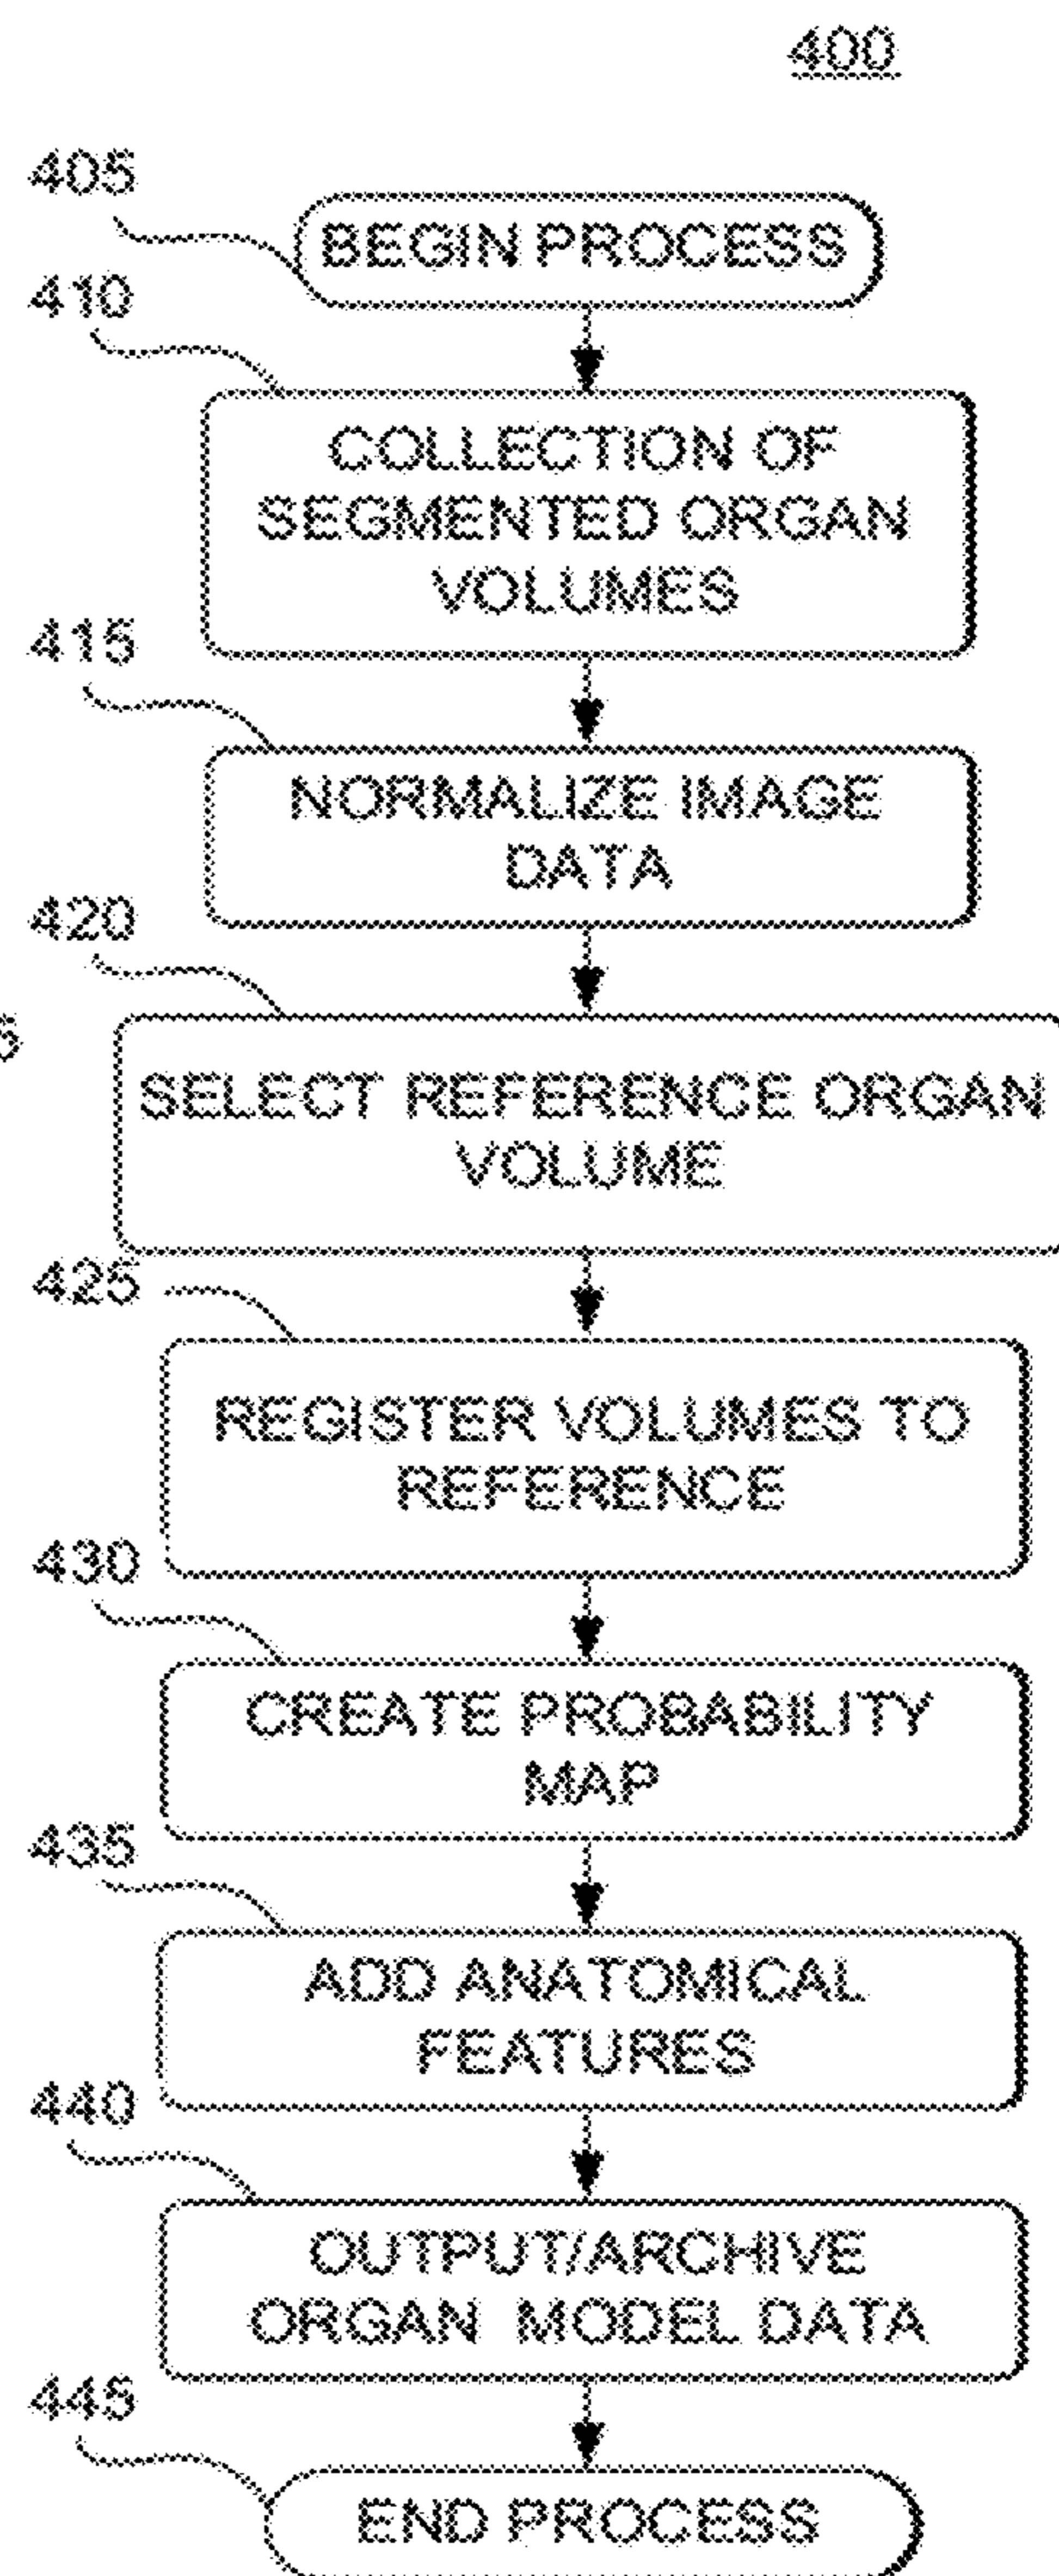 400
405
BEGIN PROCESS
410
COLLECTION OF
SEGMENTED ORGAN
VOLUMES
415
NORMALIZE IMAGE
DATA
420
SELECT REFERENCE ORGAN
VOLUME
425
REGISTER VOLUMES TO
REFERENCE
430
CREATE PROBABILITY
MAP
435
ADD ANATOMICAL
FEATURES
440
OUTPUT/ARCHIVE
ORGAN MODEL DATA
445
END PROCESS